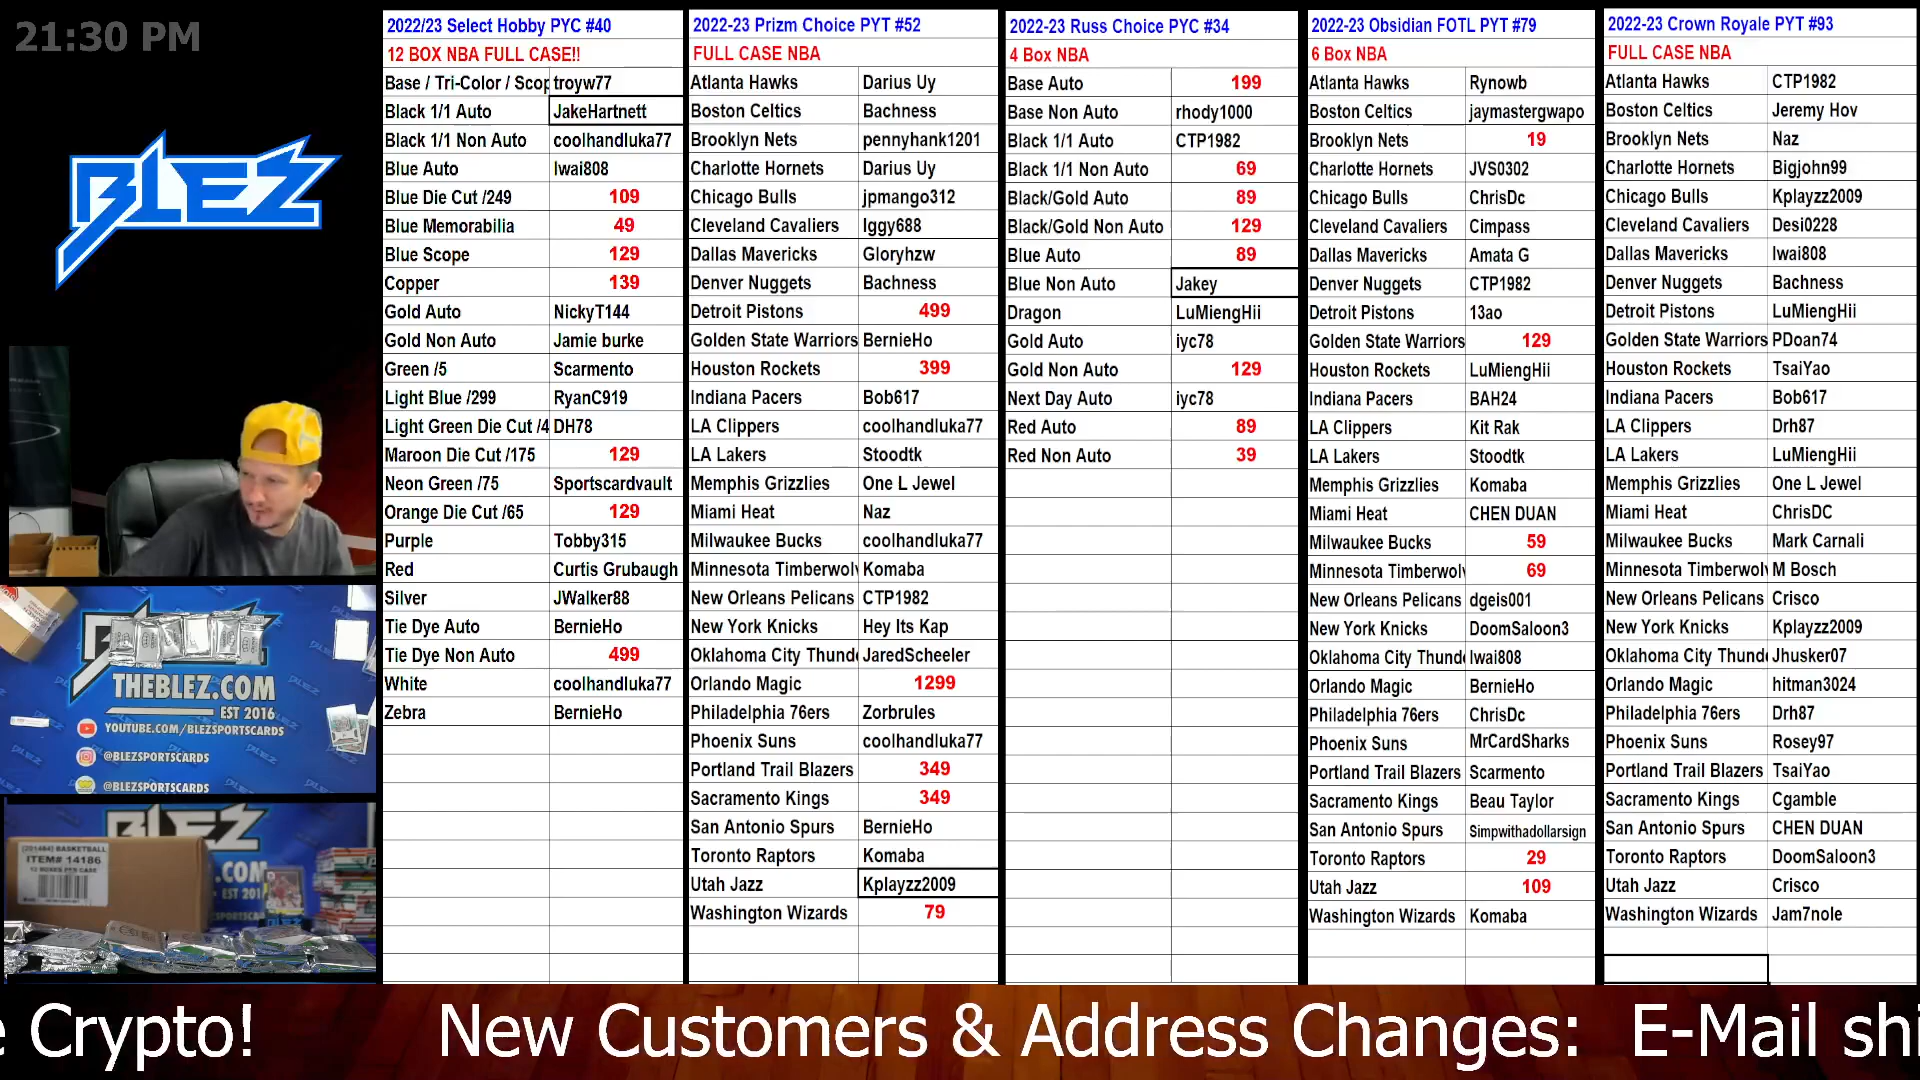 21:30 PM
BLEZ
THEBLEZ.COM
EST 2016
YOUTUBE.COM/BLEZSPORTSCARDS
@BLEZSPORTSCARDS
@BLEZSPORTSCARDS
BLEZ
[201484] BASKETBALL
ITEM# 14186
12 BOXES PER CASE
.COM
EST 201
2022/23 Select Hobby PYC #40
12 BOX NBA FULL CASE!!
Base / Tri-Color / Scop troyw77
Black 1/1 Auto JakeHartnett
Black 1/1 Non Auto coolhandluka77
Blue Auto Iwai808
Blue Die Cut /249 109
Blue Memorabilia 49
Blue Scope 129
Copper 139
Gold Auto NickyT144
Gold Non Auto Jamie burke
Green /5 Scarmento
Light Blue /299 RyanC919
Light Green Die Cut /4 DH78
Maroon Die Cut /175 129
Neon Green /75 Sportscardvault
Orange Die Cut /65 129
Purple Tobby315
Red Curtis Grubaugh
Silver JWalker88
Tie Dye Auto BernieHo
Tie Dye Non Auto 499
White coolhandluka77
Zebra BernieHo
2022-23 Prizm Choice PYT #52
FULL CASE NBA
Atlanta Hawks Darius Uy
Boston Celtics Bachness
Brooklyn Nets pennyhank1201
Charlotte Hornets Darius Uy
Chicago Bulls jpmango312
Cleveland Cavaliers Iggy688
Dallas Mavericks Gloryhzw
Denver Nuggets Bachness
Detroit Pistons 499
Golden State Warriors BernieHo
Houston Rockets 399
Indiana Pacers Bob617
LA Clippers coolhandluka77
LA Lakers Stoodtk
Memphis Grizzlies One L Jewel
Miami Heat Naz
Milwaukee Bucks coolhandluka77
Minnesota Timberwolv Komaba
New Orleans Pelicans CTP1982
New York Knicks Hey Its Kap
Oklahoma City Thunde JaredScheeler
Orlando Magic 1299
Philadelphia 76ers Zorbrules
Phoenix Suns coolhandluka77
Portland Trail Blazers 349
Sacramento Kings 349
San Antonio Spurs BernieHo
Toronto Raptors Komaba
Utah Jazz Kplayzz2009
Washington Wizards 79
2022-23 Russ Choice PYC #34
4 Box NBA
Base Auto 199
Base Non Auto rhody1000
Black 1/1 Auto CTP1982
Black 1/1 Non Auto 69
Black/Gold Auto 89
Black/Gold Non Auto 129
Blue Auto 89
Blue Non Auto Jakey
Dragon LuMiengHii
Gold Auto iyc78
Gold Non Auto 129
Next Day Auto iyc78
Red Auto 89
Red Non Auto 39
2022-23 Obsidian FOTL PYT #79
6 Box NBA
Atlanta Hawks Rynowb
Boston Celtics jaymastergwapo
Brooklyn Nets 19
Charlotte Hornets JVS0302
Chicago Bulls ChrisDc
Cleveland Cavaliers Cimpass
Dallas Mavericks Amata G
Denver Nuggets CTP1982
Detroit Pistons 13ao
Golden State Warriors 129
Houston Rockets LuMiengHii
Indiana Pacers BAH24
LA Clippers Kit Rak
LA Lakers Stoodtk
Memphis Grizzlies Komaba
Miami Heat CHEN DUAN
Milwaukee Bucks 59
Minnesota Timberwolv 69
New Orleans Pelicans dgeis001
New York Knicks DoomSaloon3
Oklahoma City Thunde Iwai808
Orlando Magic BernieHo
Philadelphia 76ers ChrisDc
Phoenix Suns MrCardSharks
Portland Trail Blazers Scarmento
Sacramento Kings Beau Taylor
San Antonio Spurs Simpwithadollarsign
Toronto Raptors 29
Utah Jazz 109
Washington Wizards Komaba
2022-23 Crown Royale PYT #93
FULL CASE NBA
Atlanta Hawks CTP1982
Boston Celtics Jeremy Hov
Brooklyn Nets Naz
Charlotte Hornets Bigjohn99
Chicago Bulls Kplayzz2009
Cleveland Cavaliers Desi0228
Dallas Mavericks Iwai808
Denver Nuggets Bachness
Detroit Pistons LuMiengHii
Golden State Warriors PDoan74
Houston Rockets TsaiYao
Indiana Pacers Bob617
LA Clippers Drh87
LA Lakers LuMiengHii
Memphis Grizzlies One L Jewel
Miami Heat ChrisDC
Milwaukee Bucks Mark Carnali
Minnesota Timberwolv M Bosch
New Orleans Pelicans Crisco
New York Knicks Kplayzz2009
Oklahoma City Thunde Jhusker07
Orlando Magic hitman3024
Philadelphia 76ers Drh87
Phoenix Suns Rosey97
Portland Trail Blazers TsaiYao
Sacramento Kings Cgamble
San Antonio Spurs CHEN DUAN
Toronto Raptors DoomSaloon3
Utah Jazz Crisco
Washington Wizards Jam7nole
e Crypto! New Customers & Address Changes: E-Mail shi